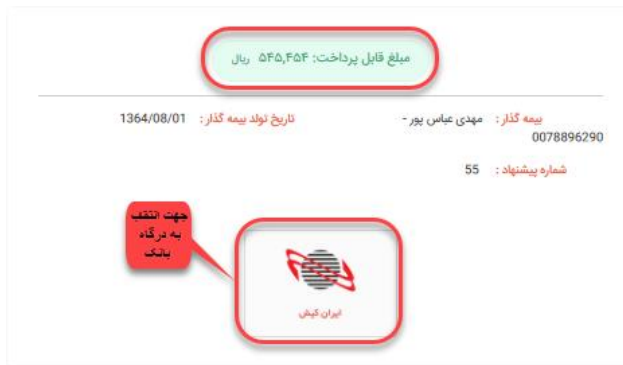 مبلغ قابل پرداخت: ۵۴۵,۴۵۴ ریال
بیمه گذار : مهدی عباس پور - تاریخ تولد بیمه گذار : 1364/08/01
0078896290
شماره پیشنهاد : 55
جهت انتقب
به درگاه
بانک
ایران کیش